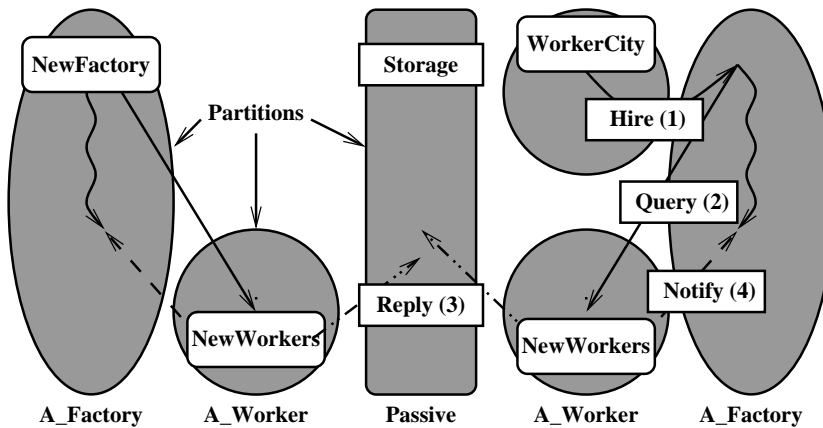 NewFactory
Storage
WorkerCity
Partitions
Hire (1)
Query (2)
Reply (3)
Notify (4)
NewWorkers
NewWorkers
A_Factory
A_Worker
Passive
A_Worker
A_Factory